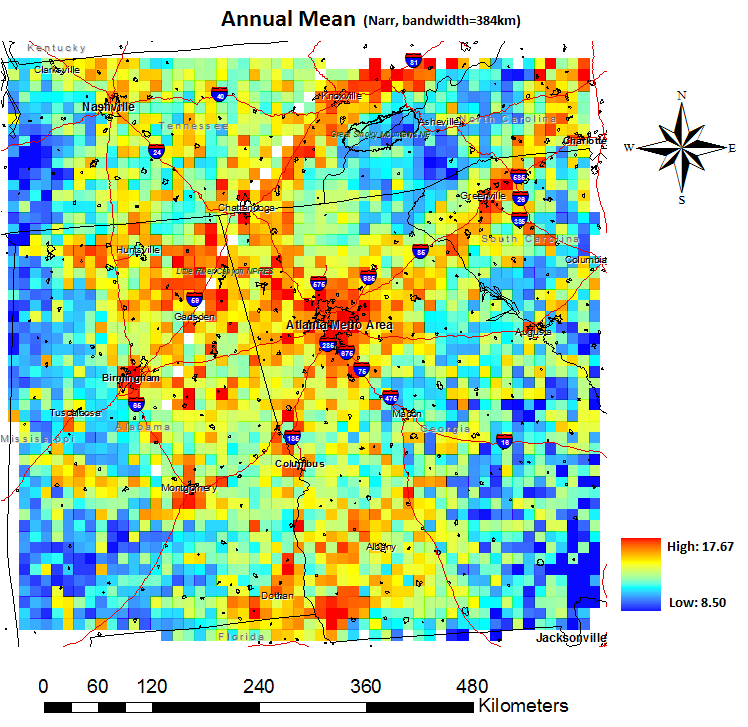 Annual Mean (Narr, bandwidth=384km)
Kentucky
Clarksville
81
Knoxville
40
Nashville
Tennessee
Asheville
North Carolina
Great Smoky Mountains NP
Charlotte
24
N
W E
S
585
Greenville
Chattanooga
385
South Carolina
Huntsville
85
Columbia
Little River Canyon NPRES
575
985
59
Gadsden
Atlanta Metro Area
Augusta
285
675
75
Birmingham
475
65
Tuscaloosa
Macon
Alabama
Georgia
Mississippi
185
16
Columbus
Montgomery
Albany
High: 17.67
Low: 8.50
Dothan
Florida
Jacksonville
0 60 120 240 360 480
Kilometers